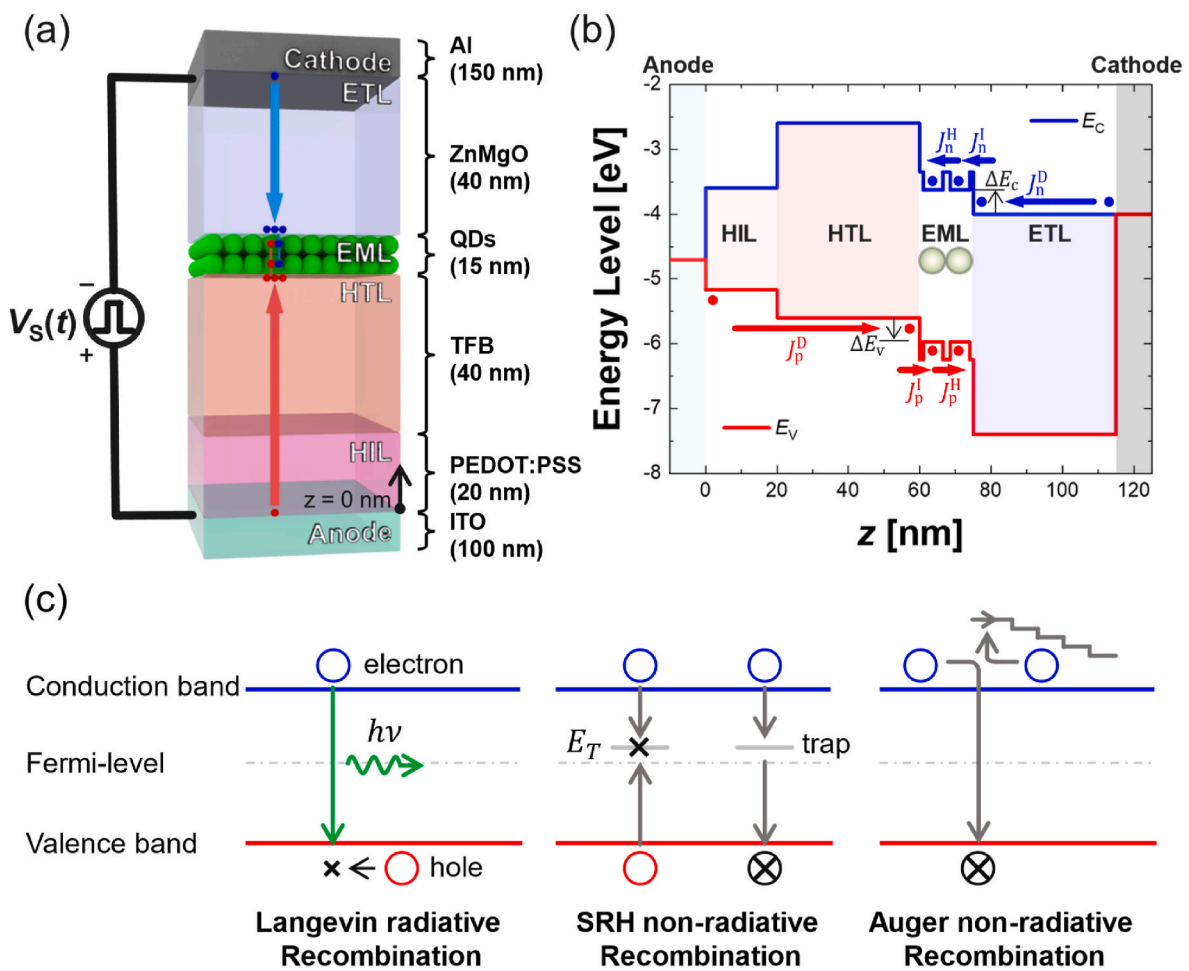 (a)
Cathode
ETL
EML
HTL
HIL
z = 0 nm
Anode
Al
(150 nm)
ZnMgO
(40 nm)
QDs
(15 nm)
TFB
(40 nm)
PEDOT:PSS
(20 nm)
ITO
(100 nm)
−
V_S(t)
+
(b)
Anode
Cathode
Energy Level [eV]
-2
-3
-4
-5
-6
-7
-8
E_C
J_n^H
J_n^I
ΔE_c
J_n^D
HIL
HTL
EML
ETL
J_p^D
ΔE_v
J_p^I
J_p^H
E_V
-10
0
20
40
60
80
100
120
z [nm]
(c)
Conduction band
Fermi-level
Valence band
electron
hν
hole
Langevin radiative
Recombination
E_T
trap
SRH non-radiative
Recombination
Auger non-radiative
Recombination